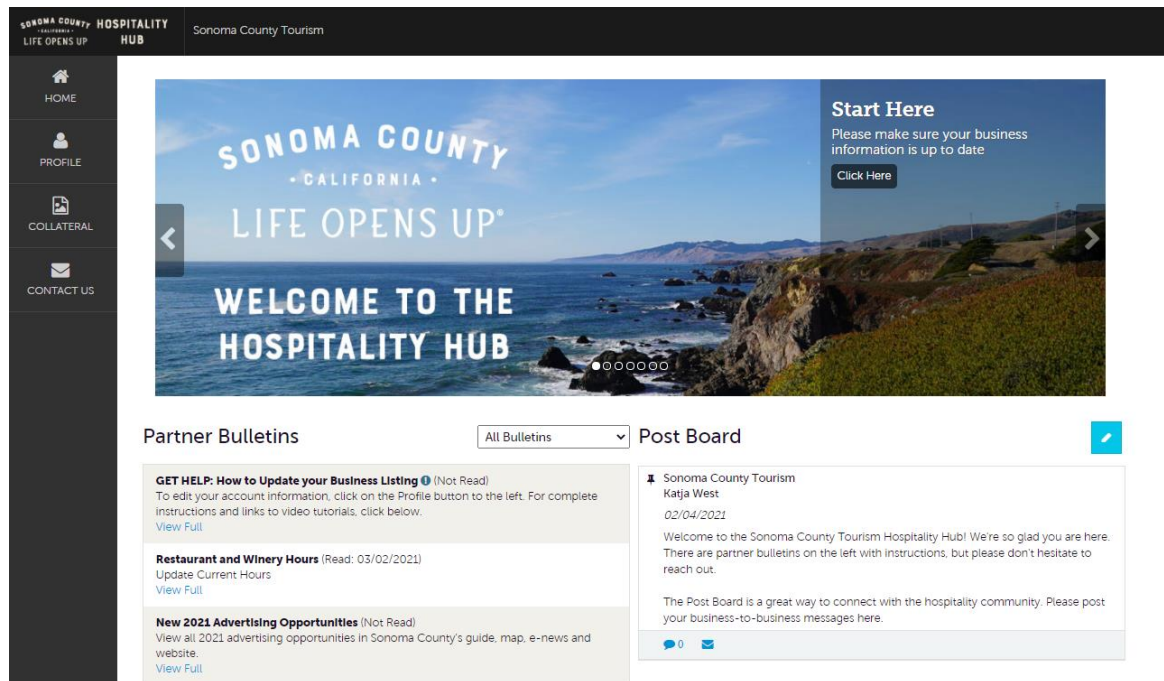 SONOMA COUNTY
CALIFORNIA
LIFE OPENS UP
HOSPITALITY
HUB
Sonoma County Tourism
HOME
PROFILE
COLLATERAL
CONTACT US
SONOMA COUNTY
• CALIFORNIA •
LIFE OPENS UP®
WELCOME TO THE
HOSPITALITY HUB
Start Here
Please make sure your business
information is up to date
Click Here
Partner Bulletins
All Bulletins
GET HELP: How to Update your Business Listing (Not Read)
To edit your account information, click on the Profile button to the left. For complete
instructions and links to video tutorials, click below.
View Full
Restaurant and Winery Hours (Read: 03/02/2021)
Update Current Hours
View Full
New 2021 Advertising Opportunities (Not Read)
View all 2021 advertising opportunities in Sonoma County's guide, map, e-news and
website.
View Full
Post Board
Sonoma County Tourism
Katja West
02/04/2021
Welcome to the Sonoma County Tourism Hospitality Hub! We're so glad you are here.
There are partner bulletins on the left with instructions, but please don't hesitate to
reach out.
The Post Board is a great way to connect with the hospitality community. Please post
your business-to-business messages here.
0